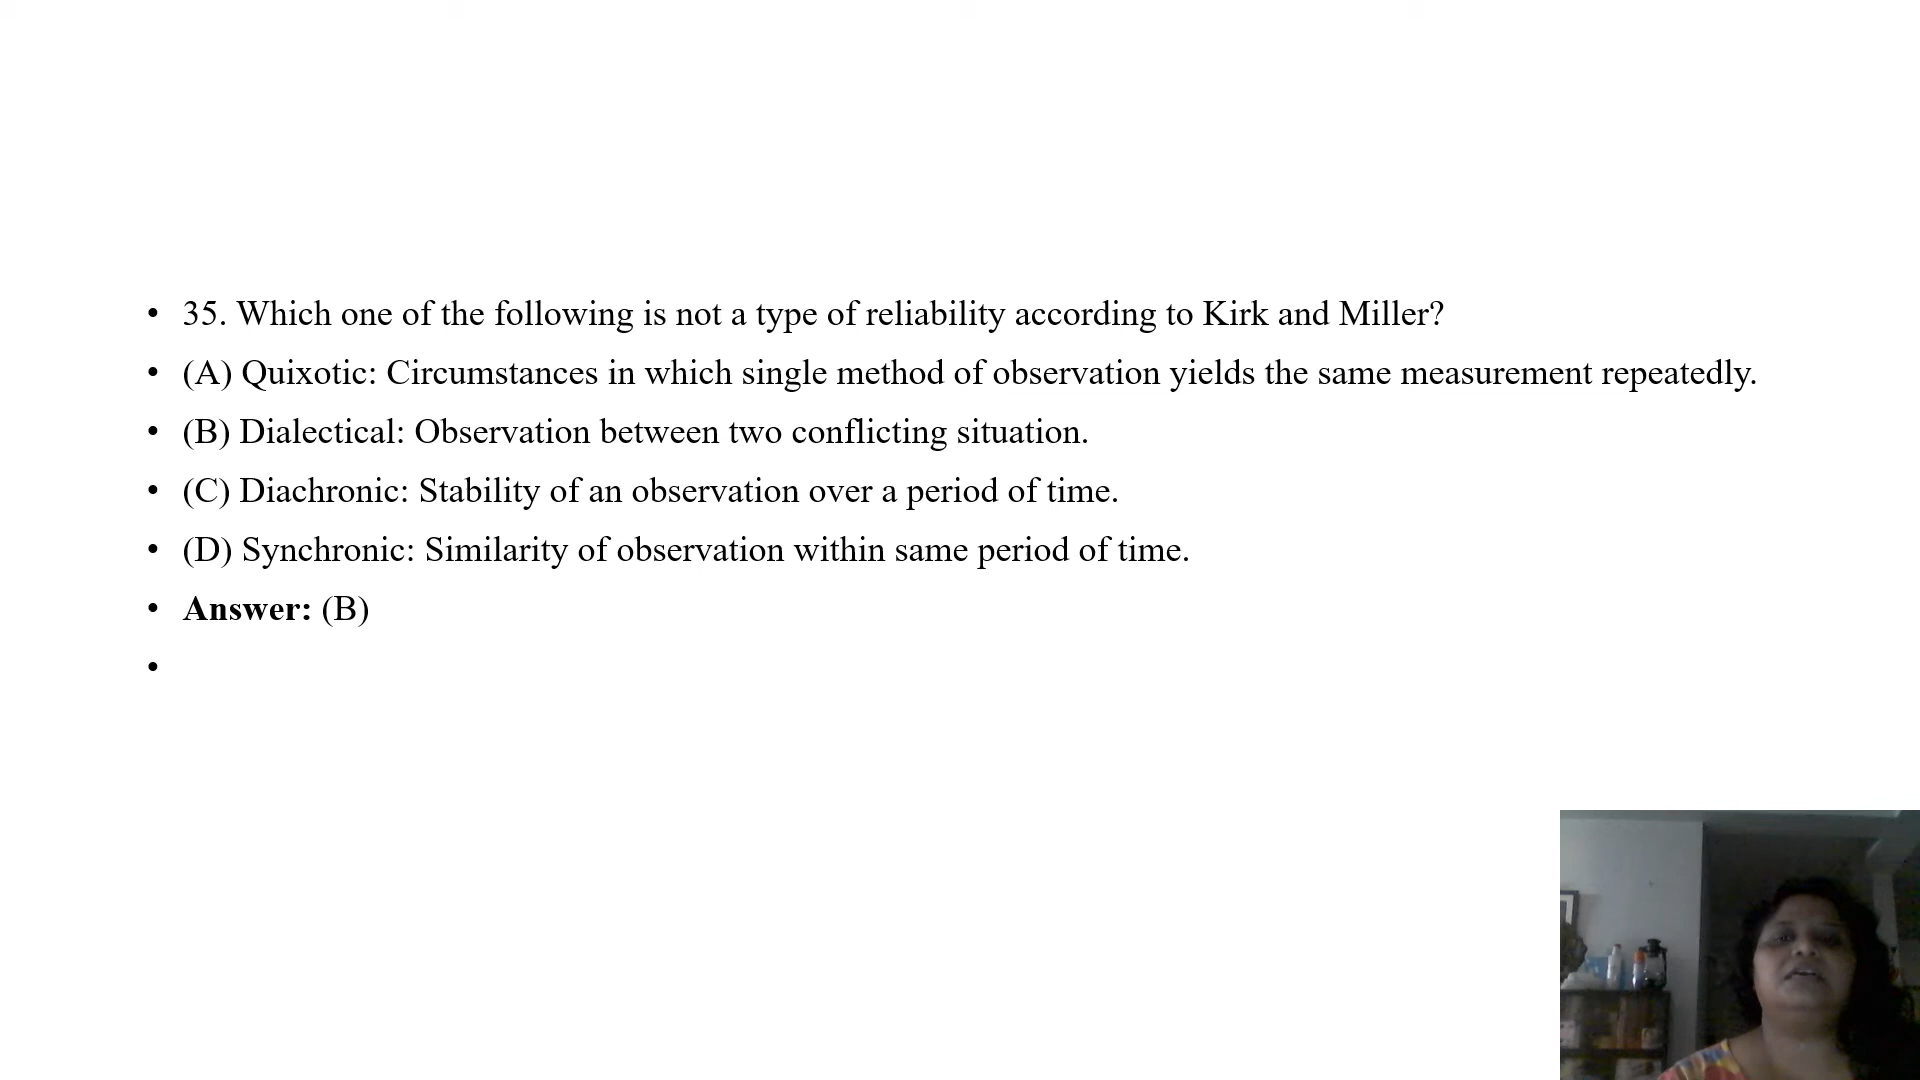 • 35. Which one of the following is not a type of reliability according to Kirk and Miller?
• (A) Quixotic: Circumstances in which single method of observation yields the same measurement repeatedly.
• (B) Dialectical: Observation between two conflicting situation.
• (C) Diachronic: Stability of an observation over a period of time.
• (D) Synchronic: Similarity of observation within same period of time.
• Answer: (B)
•